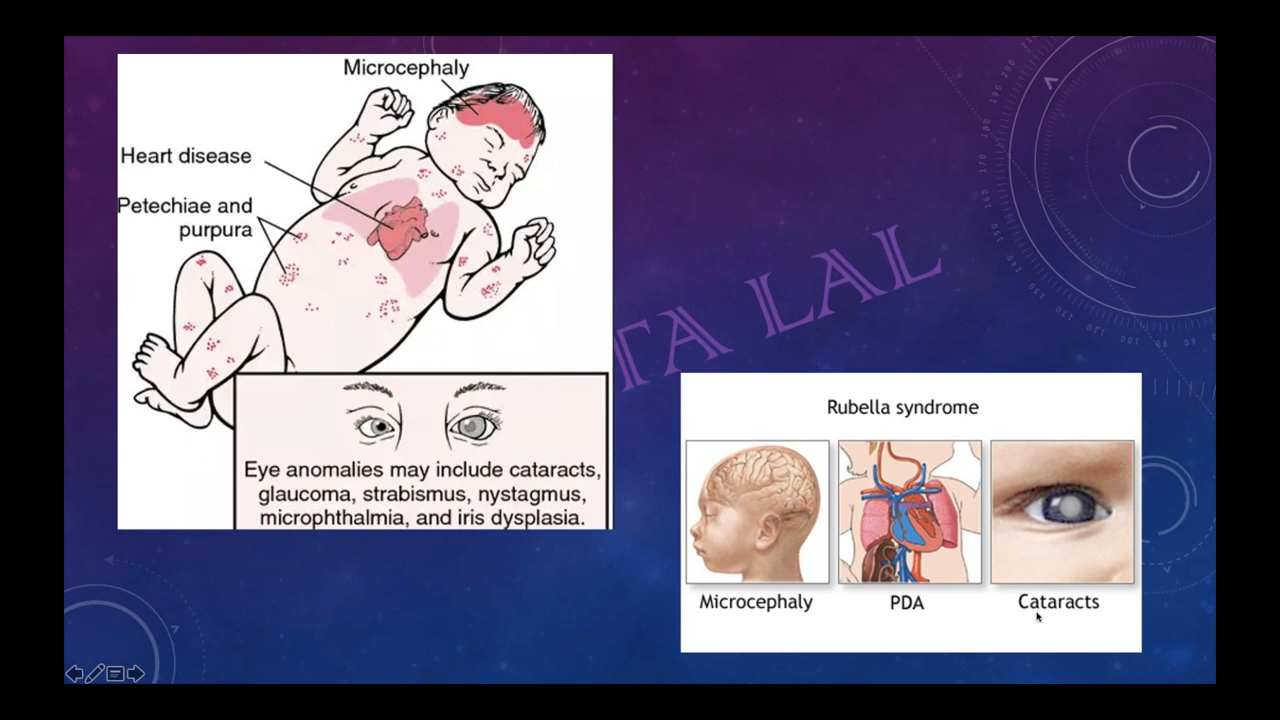 Microcephaly
Heart disease
Petechiae and
purpura
Eye anomalies may include cataracts,
glaucoma, strabismus, nystagmus,
microphthalmia, and iris dysplasia.
TA LAL
Rubella syndrome
Microcephaly
PDA
Cataracts